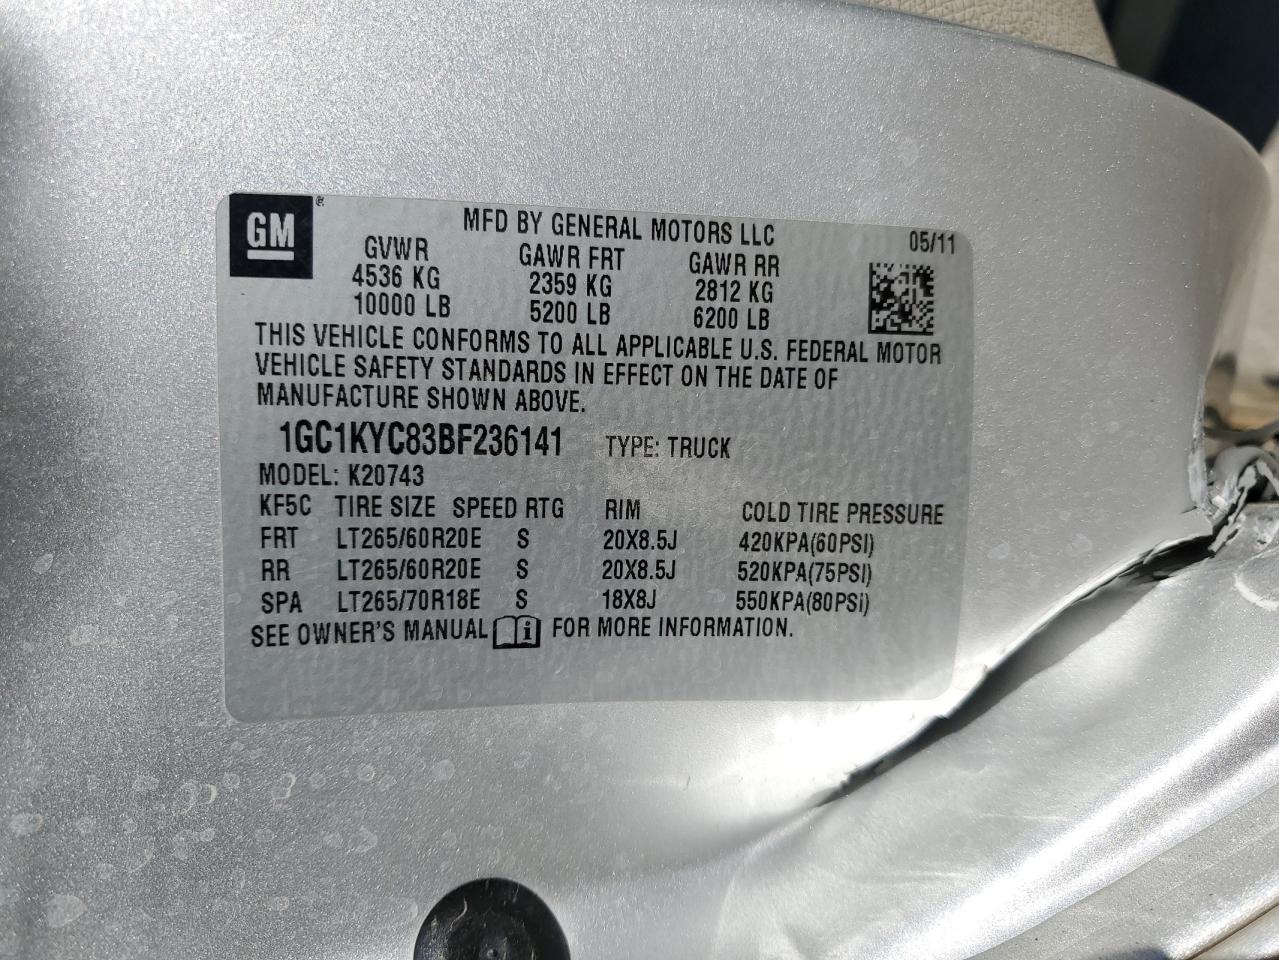 GM ®
MFD BY GENERAL MOTORS LLC 05/11
GVWR GAWR FRT GAWR RR
4536 KG 2359 KG 2812 KG
10000 LB 5200 LB 6200 LB
THIS VEHICLE CONFORMS TO ALL APPLICABLE U.S. FEDERAL MOTOR
VEHICLE SAFETY STANDARDS IN EFFECT ON THE DATE OF
MANUFACTURE SHOWN ABOVE.
1GC1KYC83BF236141 TYPE: TRUCK
MODEL: K20743
KF5C TIRE SIZE SPEED RTG RIM COLD TIRE PRESSURE
FRT LT265/60R20E S 20X8.5J 420KPA(60PSI)
RR LT265/60R20E S 20X8.5J 520KPA(75PSI)
SPA LT265/70R18E S 18X8J 550KPA(80PSi)
SEE OWNER'S MANUAL i FOR MORE INFORMATION.